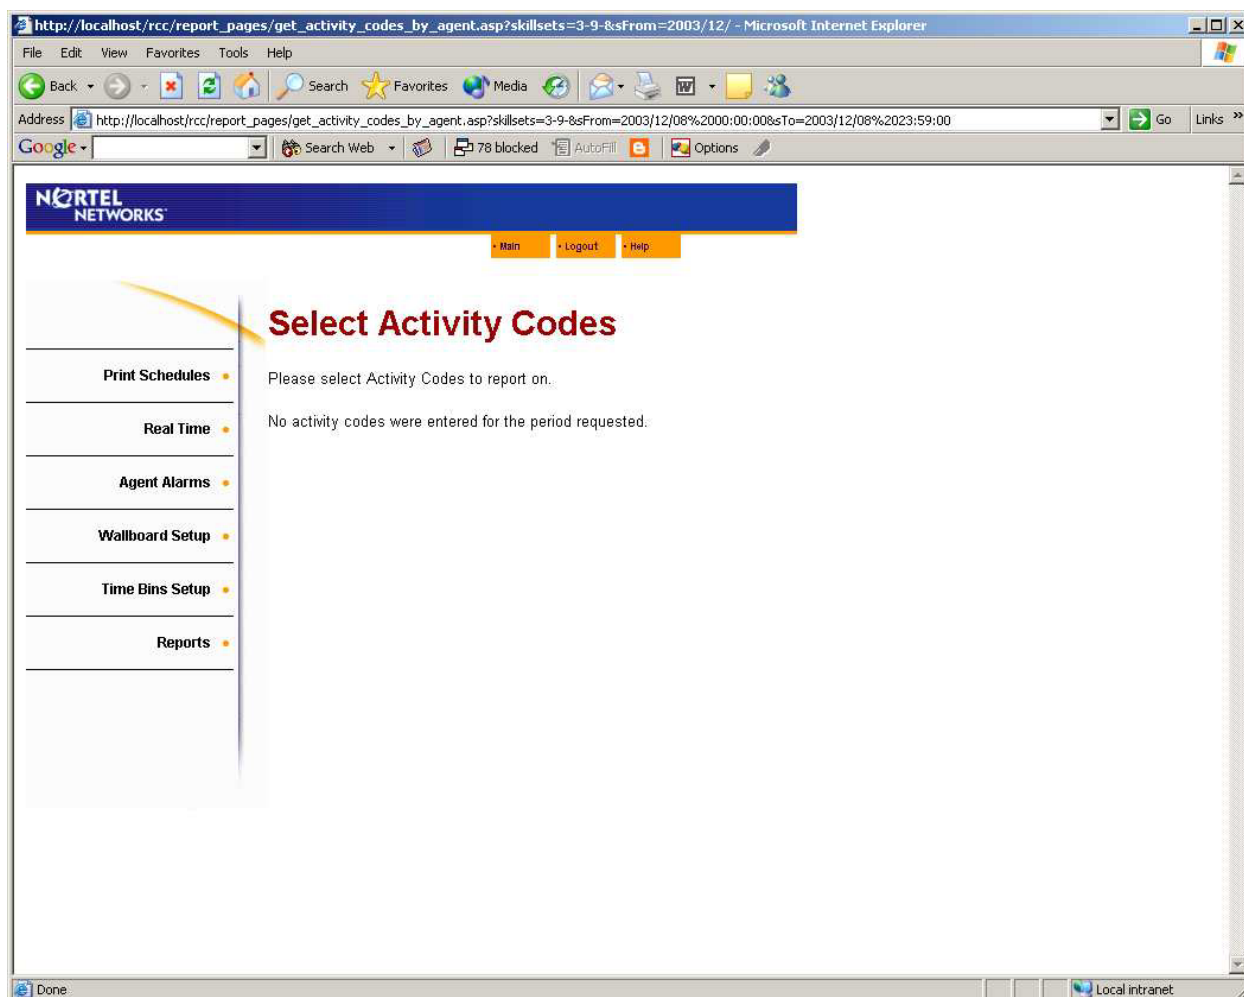 http://localhost/rcc/report_pages/get_activity_codes_by_agent.asp?skillsets=3-9-&sFrom=2003/12/ - Microsoft Internet Explorer
File Edit View Favorites Tools Help
Back Search Favorites Media
Address http://localhost/rcc/report_pages/get_activity_codes_by_agent.asp?skillsets=3-9-&sFrom=2003/12/08%2000:00:00&sTo=2003/12/08%2023:59:00 Go Links »
Google Search Web 78 blocked AutoFill Options
NORTEL
NETWORKS
• Main • Logout • Help
Select Activity Codes
Please select Activity Codes to report on.
No activity codes were entered for the period requested.
Print Schedules
Real Time
Agent Alarms
Wallboard Setup
Time Bins Setup
Reports
Done Local intranet